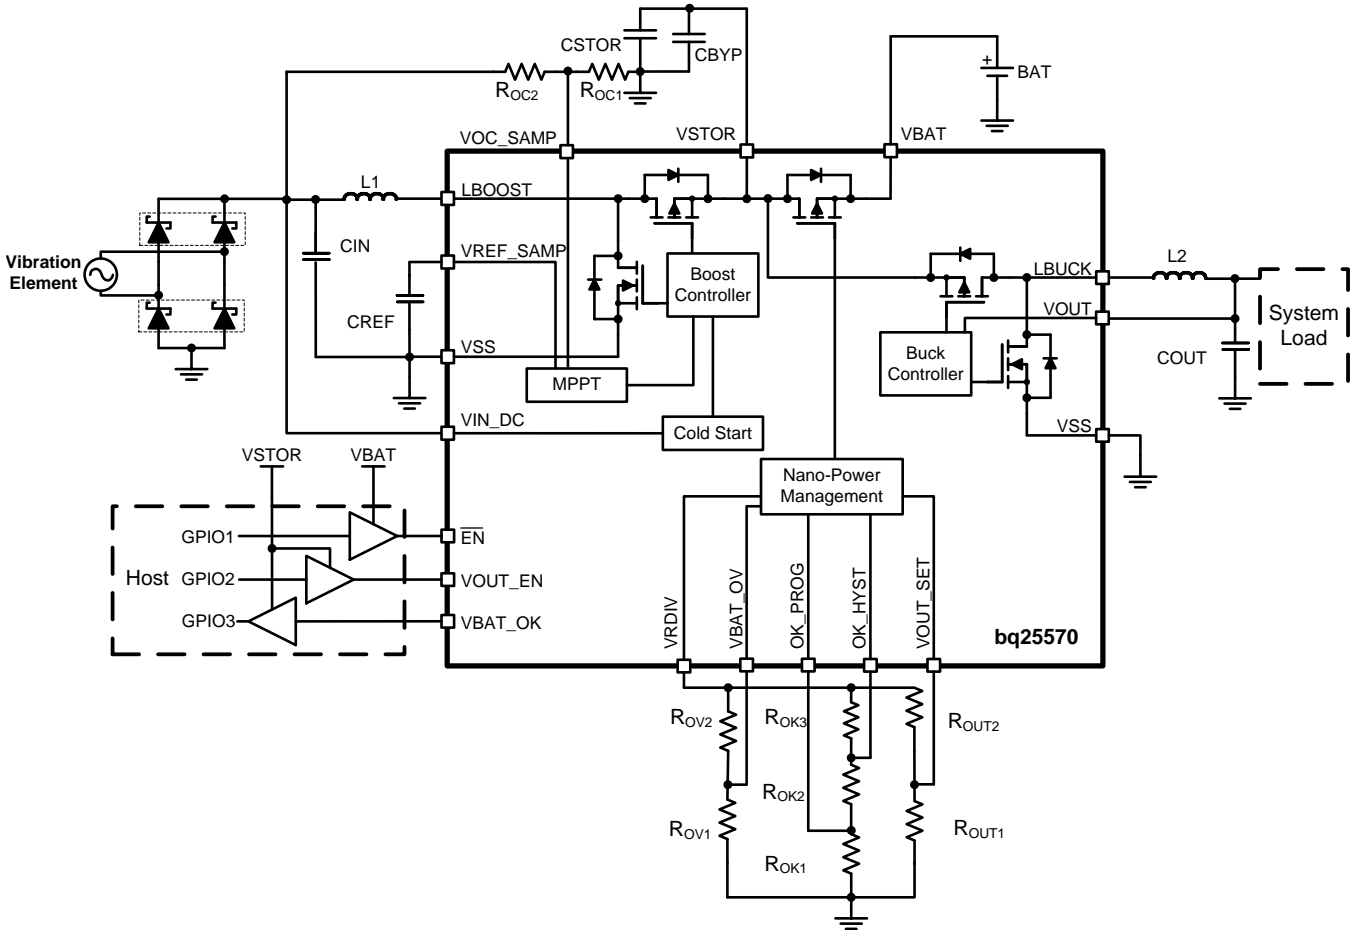 CSTOR
CBYP
+
BAT
ROC2
ROC1
VOC_SAMP
VSTOR
VBAT
L1
LBOOST
CIN
VREF_SAMP
Vibration
Element
Boost
Controller
LBUCK
L2
CREF
VOUT
System
Load
VSS
Buck
Controller
COUT
MPPT
VIN_DC
Cold Start
VSS
VSTOR
VBAT
Nano-Power
Management
GPIO1
EN
Host
GPIO2
VOUT_EN
GPIO3
VBAT_OK
VRDIV
VBAT_OV
OK_PROG
OK_HYST
VOUT_SET
bq25570
ROV2
ROK3
ROUT2
ROK2
ROV1
ROUT1
ROK1